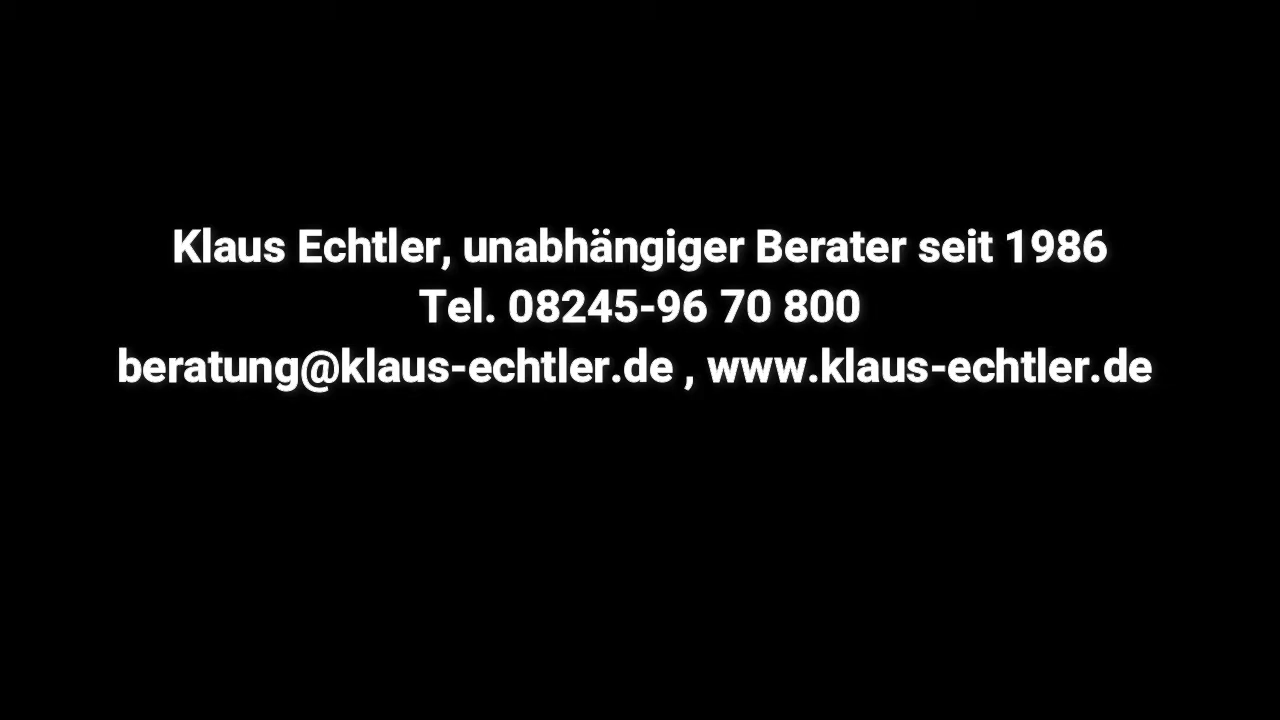 Klaus Echtler, unabhängiger Berater seit 1986
Tel. 08245-96 70 800
beratung@klaus-echtler.de , www.klaus-echtler.de